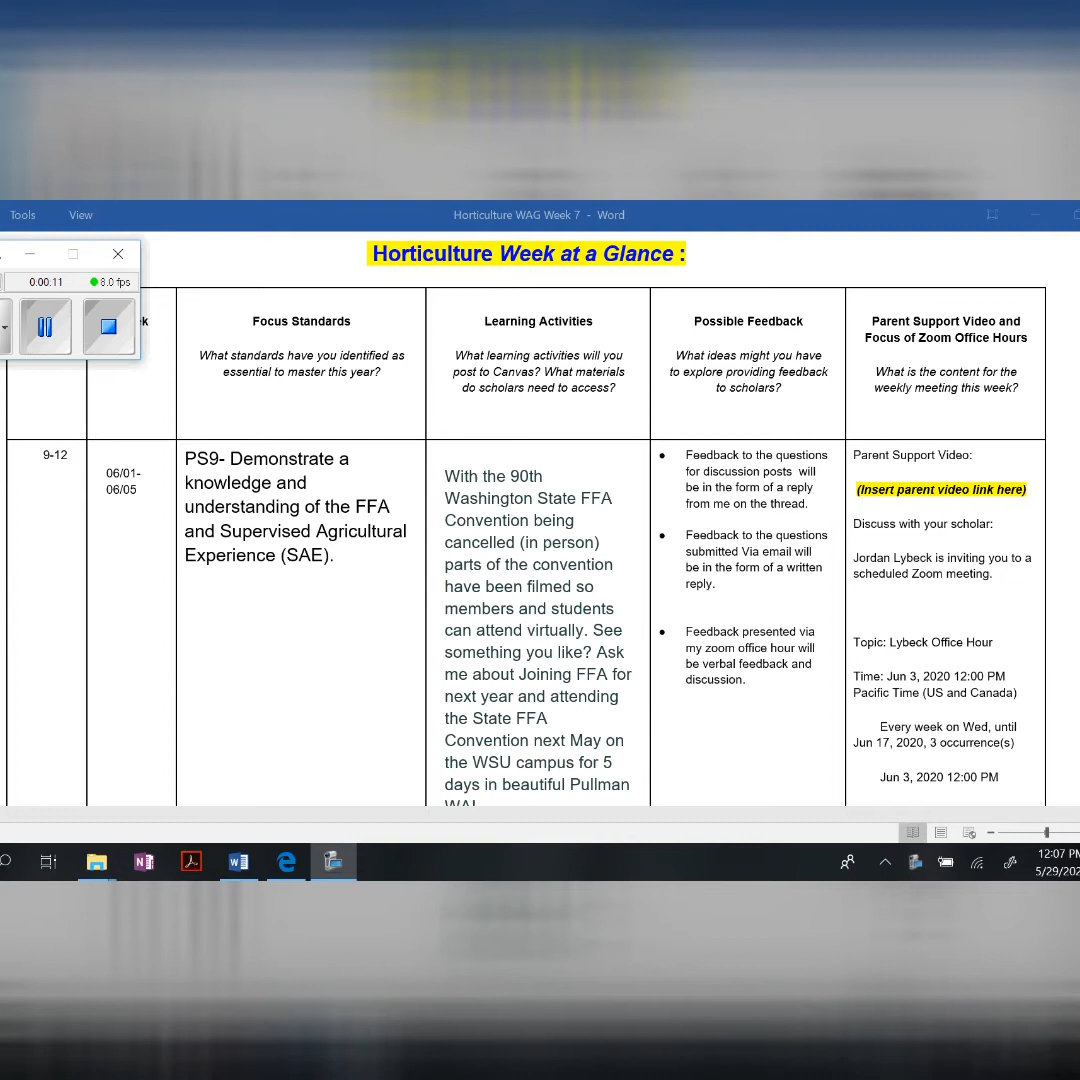 Tools View Horticulture WAG Week 7 - Word
Horticulture Week at a Glance :
0:00.11 8.0 fps
k
Focus Standards
What standards have you identified as
essential to master this year?
Learning Activities
What learning activities will you
post to Canvas? What materials
do scholars need to access?
Possible Feedback
What ideas might you have
to explore providing feedback
to scholars?
Parent Support Video and
Focus of Zoom Office Hours
What is the content for the
weekly meeting this week?
9-12
06/01-
06/05
PS9- Demonstrate a
knowledge and
understanding of the FFA
and Supervised Agricultural
Experience (SAE).
With the 90th
Washington State FFA
Convention being
cancelled (in person)
parts of the convention
have been filmed so
members and students
can attend virtually. See
something you like? Ask
me about Joining FFA for
next year and attending
the State FFA
Convention next May on
the WSU campus for 5
days in beautiful Pullman
WA!
• Feedback to the questions
for discussion posts will
be in the form of a reply
from me on the thread.
• Feedback to the questions
submitted Via email will
be in the form of a written
reply.
• Feedback presented via
my zoom office hour will
be verbal feedback and
discussion.
Parent Support Video:
(Insert parent video link here)
Discuss with your scholar:
Jordan Lybeck is inviting you to a
scheduled Zoom meeting.
Topic: Lybeck Office Hour
Time: Jun 3, 2020 12:00 PM
Pacific Time (US and Canada)
Every week on Wed, until
Jun 17, 2020, 3 occurrence(s)
Jun 3, 2020 12:00 PM
12:07 PM
5/29/202